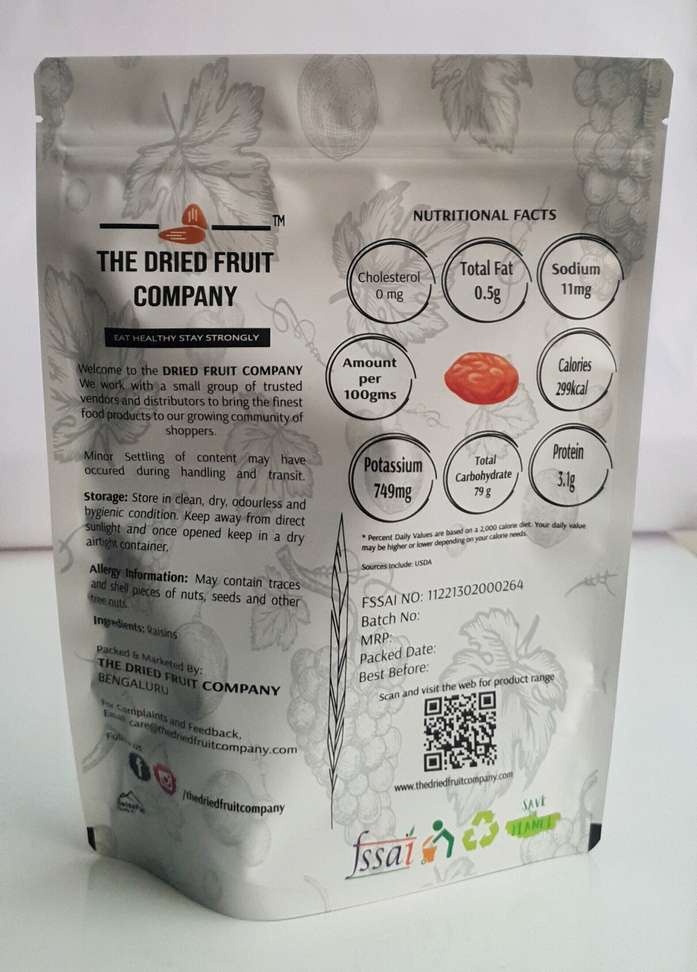 TM
THE DRIED FRUIT
COMPANY
EAT HEALTHY STAY STRONGLY
Welcome to the DRIED FRUIT COMPANY
We work with a small group of trusted
vendors and distributors to bring the finest
food products to our growing community of
shoppers.
Minor Settling of content may have
occured during handling and transit.
Storage: Store in clean, dry, odourless and
hygienic condition. Keep away from direct
sunlight and once opened keep in a dry
airtight container.
Allergy Information: May contain traces
and shell pieces of nuts, seeds and other
tree nuts.
Ingredients: Raisins
Packed & Marketed By:
THE DRIED FRUIT COMPANY
BENGALURU
For Complaints and Feedback,
Email: care@thedriedfruitcompany.com
Follow us
/thedriedfruitcompany
NUTRITIONAL FACTS
Cholesterol
0 mg
Total Fat
0.5g
Sodium
11mg
Amount
per
100gms
Calories
299kcal
Potassium
749mg
Total
Carbohydrate
79 g
Protein
3.1g
* Percent Daily Values are based on a 2,000 calorie diet. Your daily value
may be higher or lower depending on your calorie needs.
Sources Include: USDA
FSSAI NO: 11221302000264
Batch No:
MRP:
Packed Date:
Best Before:
Scan and visit the web for product range
www.thedriedfruitcompany.com
fssai
SAVE
PLANET